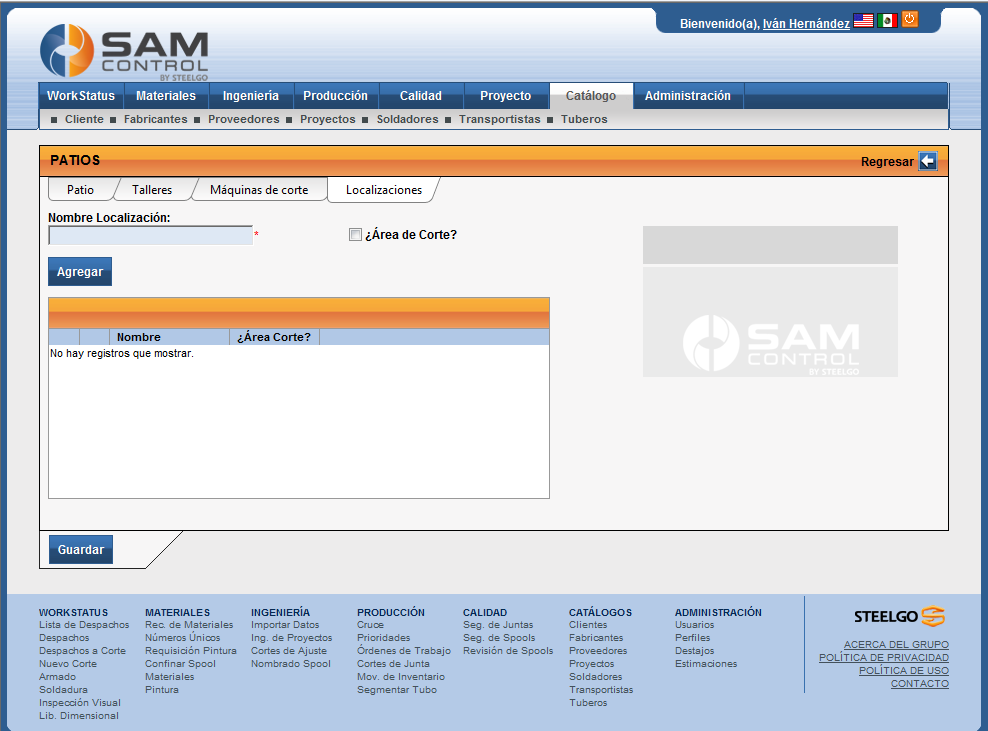 Bienvenido(a), Iván Hernández
SAM
CONTROL
BY STEELGO
WorkStatus Materiales Ingeniería Producción Calidad Proyecto Catálogo Administración
Cliente Fabricantes Proveedores Proyectos Soldadores Transportistas Tuberos
PATIOS Regresar
Patio Talleres Máquinas de corte Localizaciones
Nombre Localización:
* ¿Área de Corte?
Agregar
Nombre ¿Área Corte?
No hay registros que mostrar.
SAM
CONTROL
BY STEELGO
Guardar
WORKSTATUS
Lista de Despachos
Despachos
Despachos a Corte
Nuevo Corte
Armado
Soldadura
Inspección Visual
Lib. Dimensional
MATERIALES
Rec. de Materiales
Números Únicos
Requisición Pintura
Confinar Spool
Materiales
Pintura
INGENIERÍA
Importar Datos
Ing. de Proyectos
Cortes de Ajuste
Nombrado Spool
PRODUCCIÓN
Cruce
Prioridades
Órdenes de Trabajo
Cortes de Junta
Mov. de Inventario
Segmentar Tubo
CALIDAD
Seg. de Juntas
Seg. de Spools
Revisión de Spools
CATÁLOGOS
Clientes
Fabricantes
Proveedores
Proyectos
Soldadores
Transportistas
Tuberos
ADMINISTRACIÓN
Usuarios
Perfiles
Destajos
Estimaciones
STEELGO
ACERCA DEL GRUPO
POLÍTICA DE PRIVACIDAD
POLÍTICA DE USO
CONTACTO